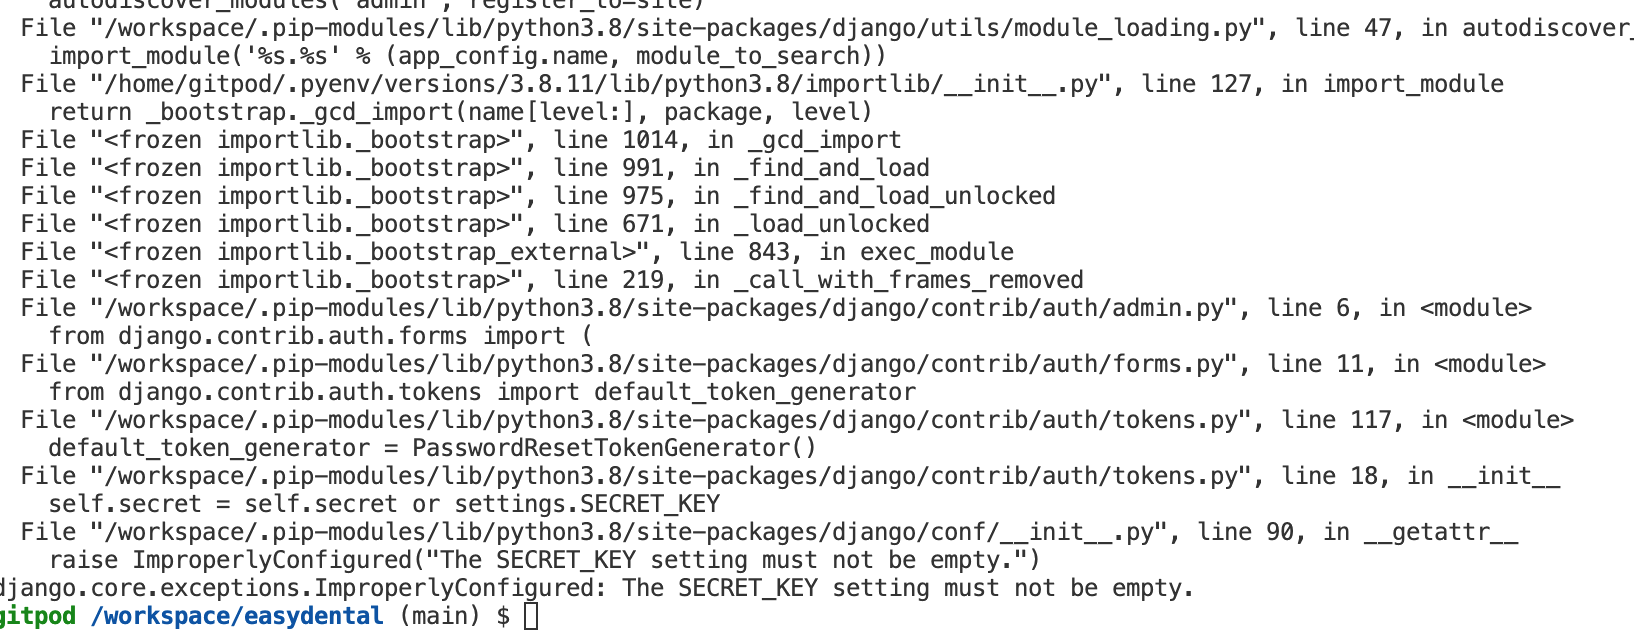 autodiscover_modules('admin', register_to=site)
File "/workspace/.pip-modules/lib/python3.8/site-packages/django/utils/module_loading.py", line 47, in autodiscover_
import_module('%s.%s' % (app_config.name, module_to_search))
File "/home/gitpod/.pyenv/versions/3.8.11/lib/python3.8/importlib/__init__.py", line 127, in import_module
return _bootstrap._gcd_import(name[level:], package, level)
File "<frozen importlib._bootstrap>", line 1014, in _gcd_import
File "<frozen importlib._bootstrap>", line 991, in _find_and_load
File "<frozen importlib._bootstrap>", line 975, in _find_and_load_unlocked
File "<frozen importlib._bootstrap>", line 671, in _load_unlocked
File "<frozen importlib._bootstrap_external>", line 843, in exec_module
File "<frozen importlib._bootstrap>", line 219, in _call_with_frames_removed
File "/workspace/.pip-modules/lib/python3.8/site-packages/django/contrib/auth/admin.py", line 6, in <module>
from django.contrib.auth.forms import (
File "/workspace/.pip-modules/lib/python3.8/site-packages/django/contrib/auth/forms.py", line 11, in <module>
from django.contrib.auth.tokens import default_token_generator
File "/workspace/.pip-modules/lib/python3.8/site-packages/django/contrib/auth/tokens.py", line 117, in <module>
default_token_generator = PasswordResetTokenGenerator()
File "/workspace/.pip-modules/lib/python3.8/site-packages/django/contrib/auth/tokens.py", line 18, in __init__
self.secret = self.secret or settings.SECRET_KEY
File "/workspace/.pip-modules/lib/python3.8/site-packages/django/conf/__init__.py", line 90, in __getattr__
raise ImproperlyConfigured("The SECRET_KEY setting must not be empty.")
django.core.exceptions.ImproperlyConfigured: The SECRET_KEY setting must not be empty.
gitpod /workspace/easydental (main) $